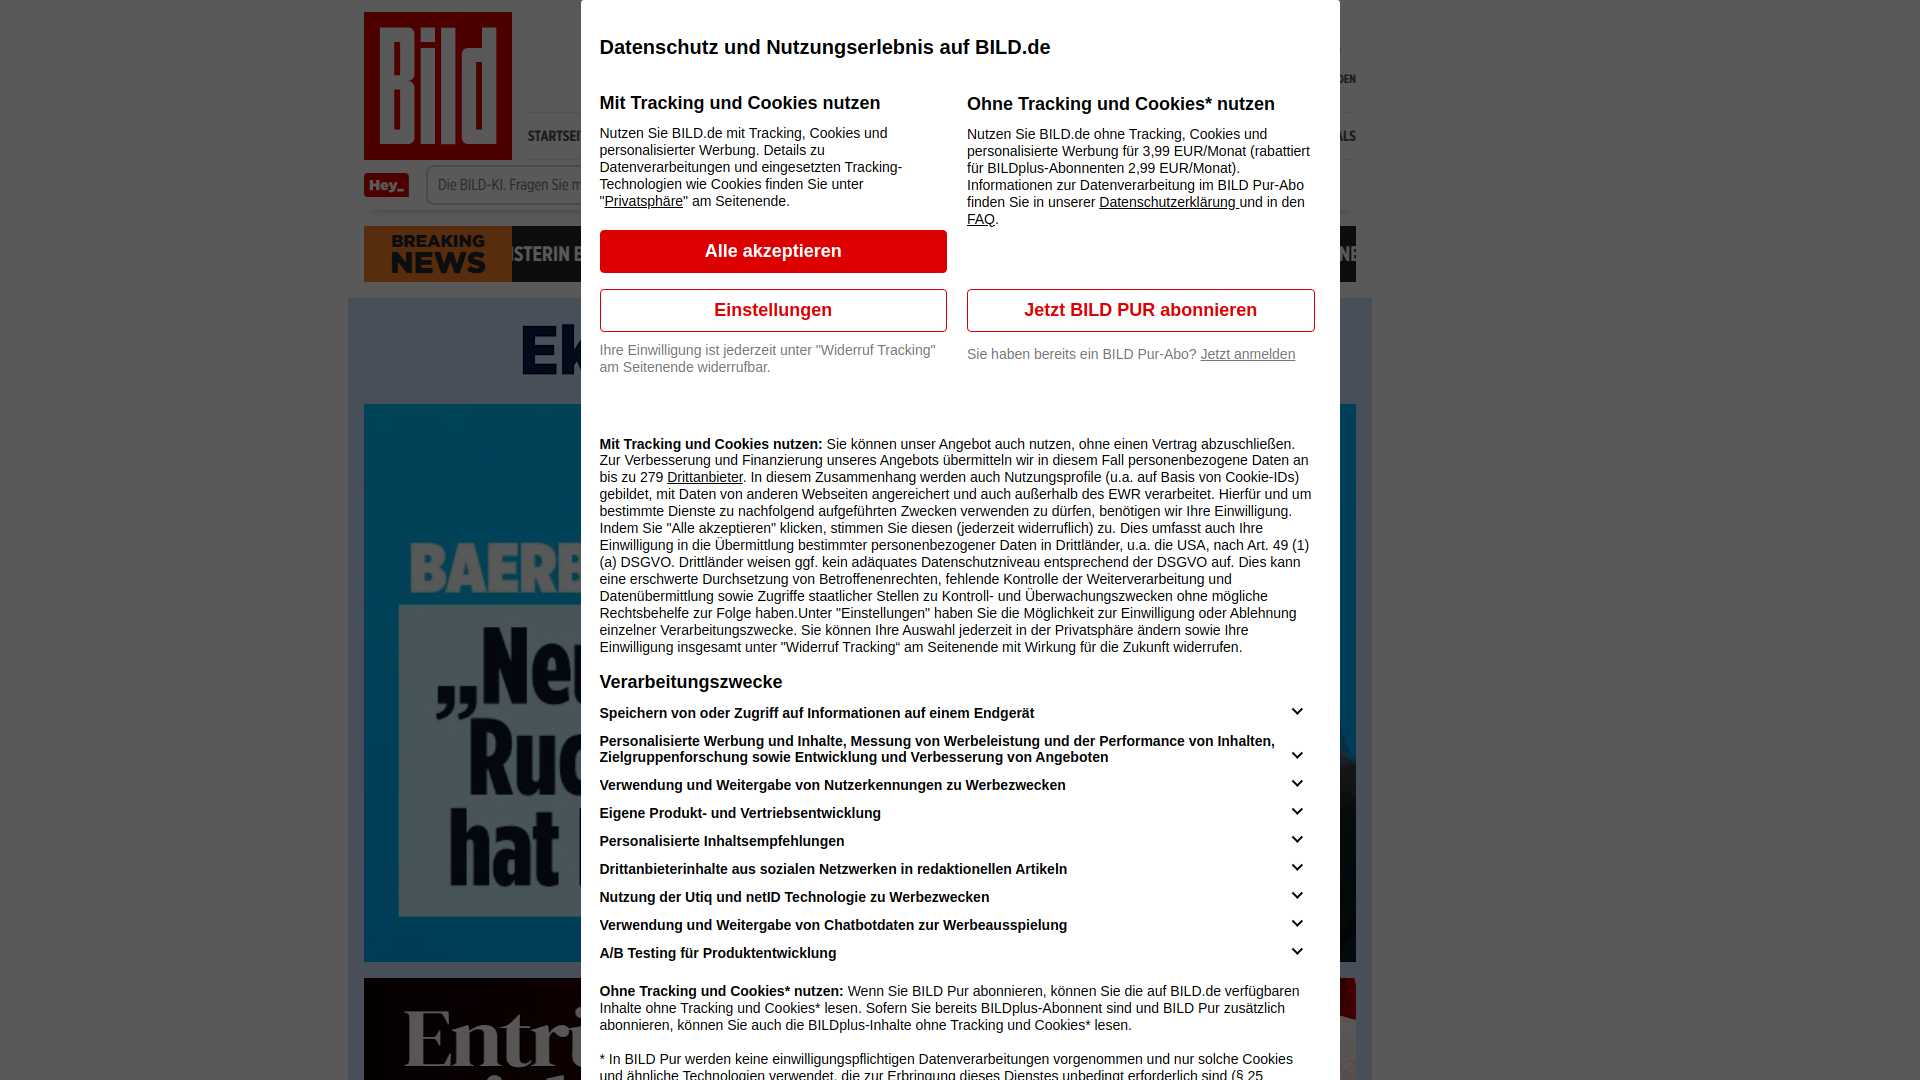 Bild
Datenschutz und Nutzungserlebnis auf BILD.de
Mit Tracking und Cookies nutzen
Nutzen Sie BILD.de mit Tracking, Cookies und
personalisierter Werbung. Details zu
Datenverarbeitungen und eingesetzten Tracking-
Technologien wie Cookies finden Sie unter
"Privatsphäre" am Seitenende.
Alle akzeptieren
Einstellungen
Ihre Einwilligung ist jederzeit unter "Widerruf Tracking"
am Seitenende widerrufbar.
Ohne Tracking und Cookies* nutzen
Nutzen Sie BILD.de ohne Tracking, Cookies und
personalisierte Werbung für 3,99 EUR/Monat (rabattiert
für BILDplus-Abonnenten 2,99 EUR/Monat).
Informationen zur Datenverarbeitung im BILD Pur-Abo
finden Sie in unserer Datenschutzerklärung und in den
FAQ.
Jetzt BILD PUR abonnieren
Sie haben bereits ein BILD Pur-Abo? Jetzt anmelden
Mit Tracking und Cookies nutzen: Sie können unser Angebot auch nutzen, ohne einen Vertrag abzuschließen.
Zur Verbesserung und Finanzierung unseres Angebots übermitteln wir in diesem Fall personenbezogene Daten an
bis zu 279 Drittanbieter. In diesem Zusammenhang werden auch Nutzungsprofile (u.a. auf Basis von Cookie-IDs)
gebildet, mit Daten von anderen Webseiten angereichert und auch außerhalb des EWR verarbeitet. Hierfür und um
bestimmte Dienste zu nachfolgend aufgeführten Zwecken verwenden zu dürfen, benötigen wir Ihre Einwilligung.
Indem Sie "Alle akzeptieren" klicken, stimmen Sie diesen (jederzeit widerruflich) zu. Dies umfasst auch Ihre
Einwilligung in die Übermittlung bestimmter personenbezogener Daten in Drittländer, u.a. die USA, nach Art. 49 (1)
(a) DSGVO. Drittländer weisen ggf. kein adäquates Datenschutzniveau entsprechend der DSGVO auf. Dies kann
eine erschwerte Durchsetzung von Betroffenenrechten, fehlende Kontrolle der Weiterverarbeitung und
Datenübermittlung sowie Zugriffe staatlicher Stellen zu Kontroll- und Überwachungszwecken ohne mögliche
Rechtsbehelfe zur Folge haben.Unter "Einstellungen" haben Sie die Möglichkeit zur Einwilligung oder Ablehnung
einzelner Verarbeitungszwecke. Sie können Ihre Auswahl jederzeit in der Privatsphäre ändern sowie Ihre
Einwilligung insgesamt unter "Widerruf Tracking“ am Seitenende mit Wirkung für die Zukunft widerrufen.
Verarbeitungszwecke
Speichern von oder Zugriff auf Informationen auf einem Endgerät
Personalisierte Werbung und Inhalte, Messung von Werbeleistung und der Performance von Inhalten,
Zielgruppenforschung sowie Entwicklung und Verbesserung von Angeboten
Verwendung und Weitergabe von Nutzerkennungen zu Werbezwecken
Eigene Produkt- und Vertriebsentwicklung
Personalisierte Inhaltsempfehlungen
Drittanbieterinhalte aus sozialen Netzwerken in redaktionellen Artikeln
Nutzung der Utiq und netID Technologie zu Werbezwecken
Verwendung und Weitergabe von Chatbotdaten zur Werbeausspielung
A/B Testing für Produktentwicklung
Ohne Tracking und Cookies* nutzen: Wenn Sie BILD Pur abonnieren, können Sie die auf BILD.de verfügbaren
Inhalte ohne Tracking und Cookies* lesen. Sofern Sie bereits BILDplus-Abonnent sind und BILD Pur zusätzlich
abonnieren, können Sie auch die BILDplus-Inhalte ohne Tracking und Cookies* lesen.
* In BILD Pur werden keine einwilligungspflichtigen Datenverarbeitungen vorgenommen und nur solche Cookies
und ähnliche Technologien verwendet, die zur Erbringung dieses Dienstes unbedingt erforderlich sind (§ 25
STARTSEI
Hey_
Die BILD-KI. Fragen Sie m
BREAKING
NEWS
ISTERIN
Ek
BAERB
„Neu
Ruc
hat
Entri
DEN
ALS
NE